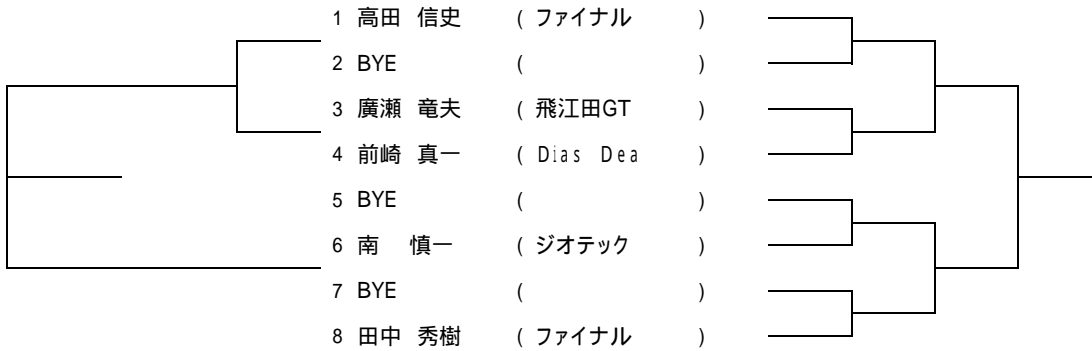 1 高田 信史 ( ファイナル )
2 BYE ( )
3 廣瀬 竜夫 ( 飛江田GT )
4 前崎 真一 ( Dias Dea )
5 BYE ( )
6 南 慎一 ( ジオテック )
7 BYE ( )
8 田中 秀樹 ( ファイナル )